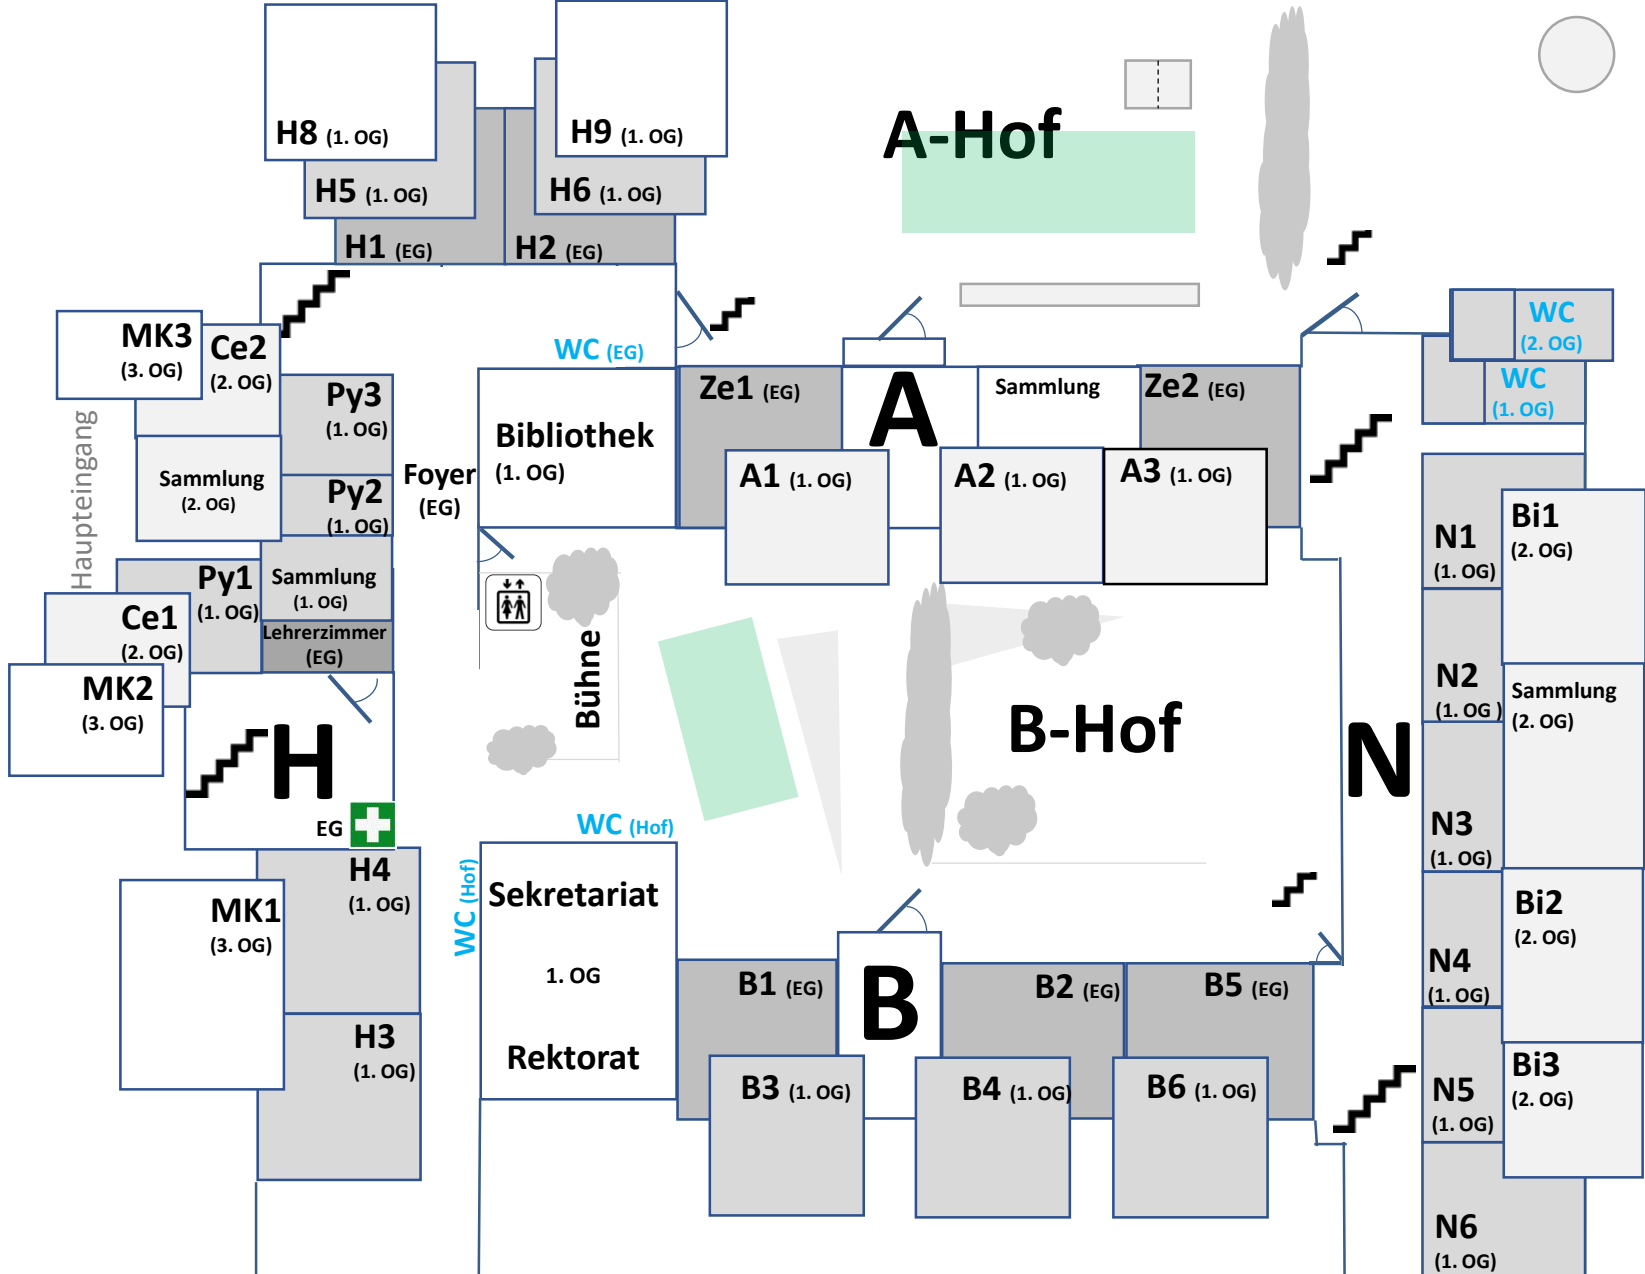 H8 (1. OG)
H9 (1. OG)
A-Hof
H5 (1. OG)
H6 (1. OG)
H1 (EG)
H2 (EG)
MK3
(3. OG)
Ce2
(2. OG)
WC (EG)
WC
(2. OG)
WC
(1. OG)
Py3
(1. OG)
Ze1 (EG)
A
Sammlung
Ze2 (EG)
Haupteingang
Bibliothek
(1. OG)
Foyer
(EG)
Sammlung
(2. OG)
Py2
(1. OG)
A1 (1. OG)
A2 (1. OG)
A3 (1. OG)
N1
(1. OG)
Bi1
(2. OG)
Py1
(1. OG)
Sammlung
(1. OG)
Ce1
(2. OG)
Lehrerzimmer
(EG)
Bühne
MK2
(3. OG)
N2
(1. OG )
Sammlung
(2. OG)
B-Hof
H
N
EG
WC (Hof)
N3
(1. OG)
H4
(1. OG)
MK1
(3. OG)
WC (Hof)
Sekretariat
1. OG
Rektorat
B1 (EG)
B
B2 (EG)
B5 (EG)
Bi2
(2. OG)
N4
(1. OG)
H3
(1. OG)
B3 (1. OG)
B4 (1. OG)
B6 (1. OG)
N5
(1. OG)
Bi3
(2. OG)
N6
(1. OG)